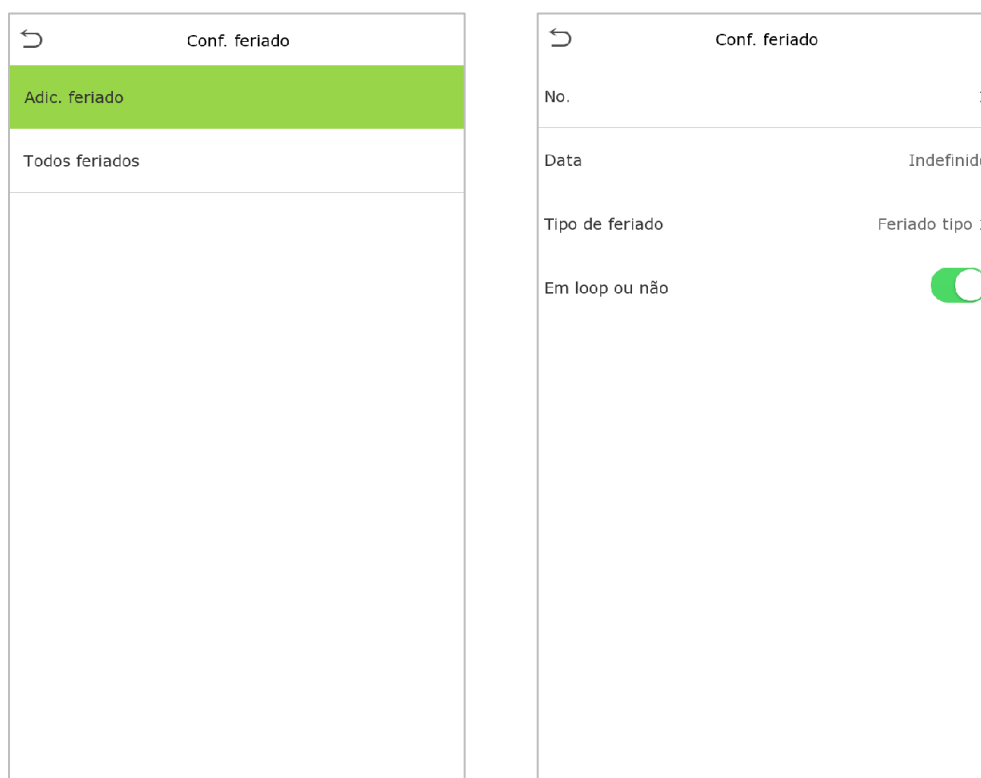 Conf. feriado
Adic. feriado
Todos feriados
Conf. feriado
No.
Data
Tipo de feriado Feriado tipo
Em loop ou não